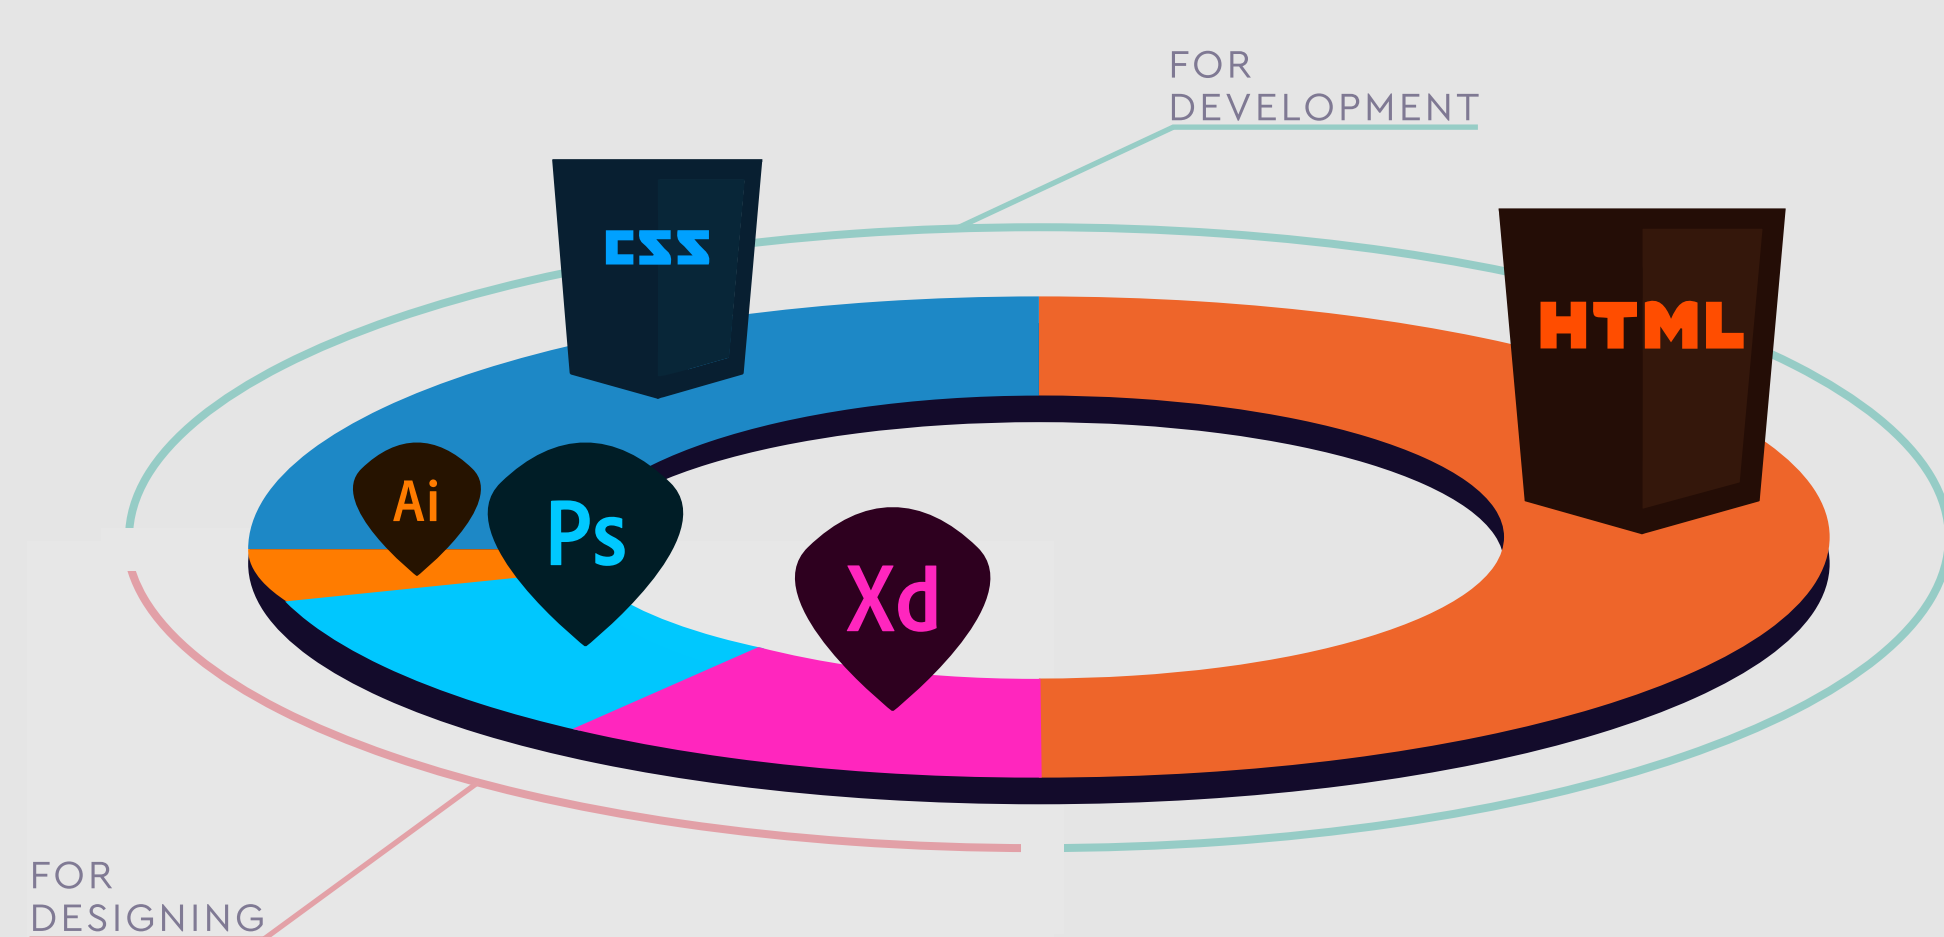 FOR
DEVELOPMENT
CSS
HTML
Ai
Ps
Xd
FOR
DESIGNING